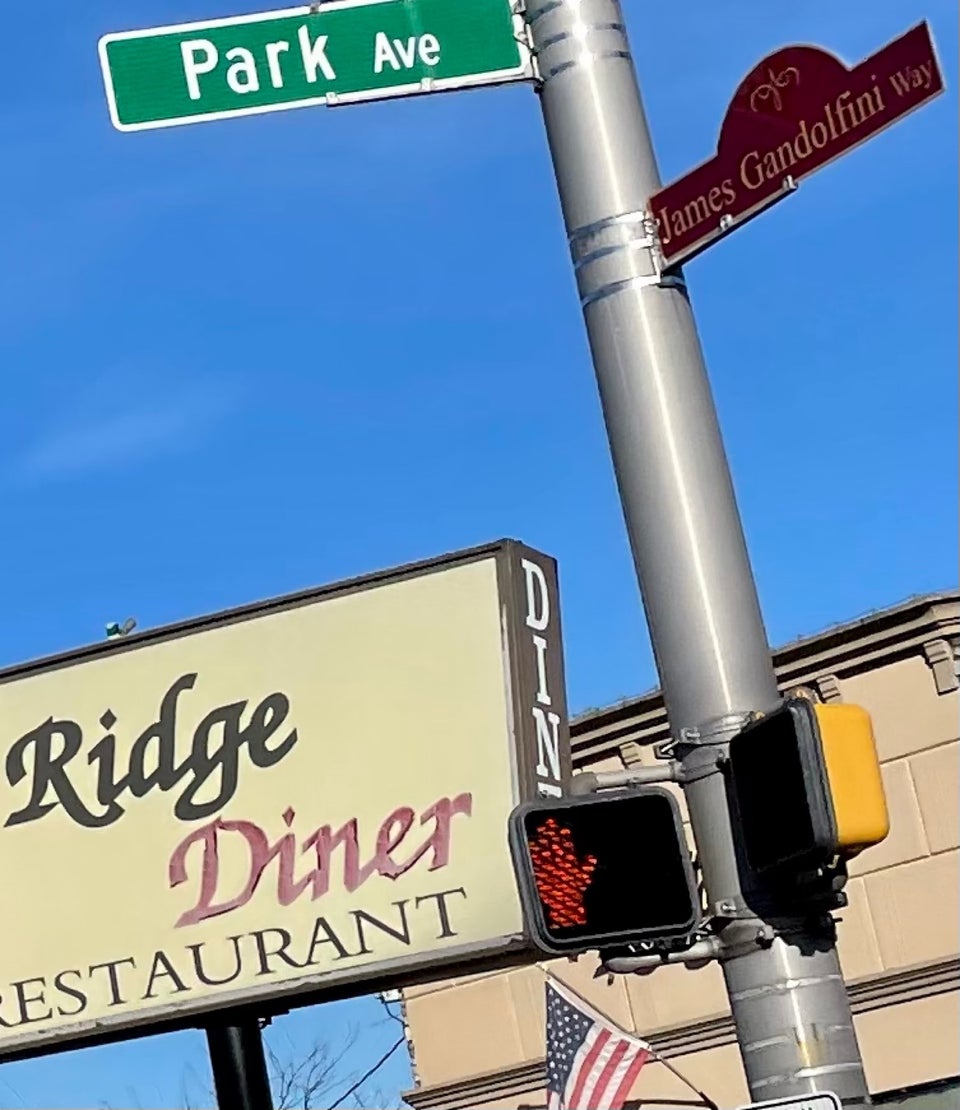 Park Ave
James Gandolfini Way
Ridge
Diner
RESTAURANT
DIN